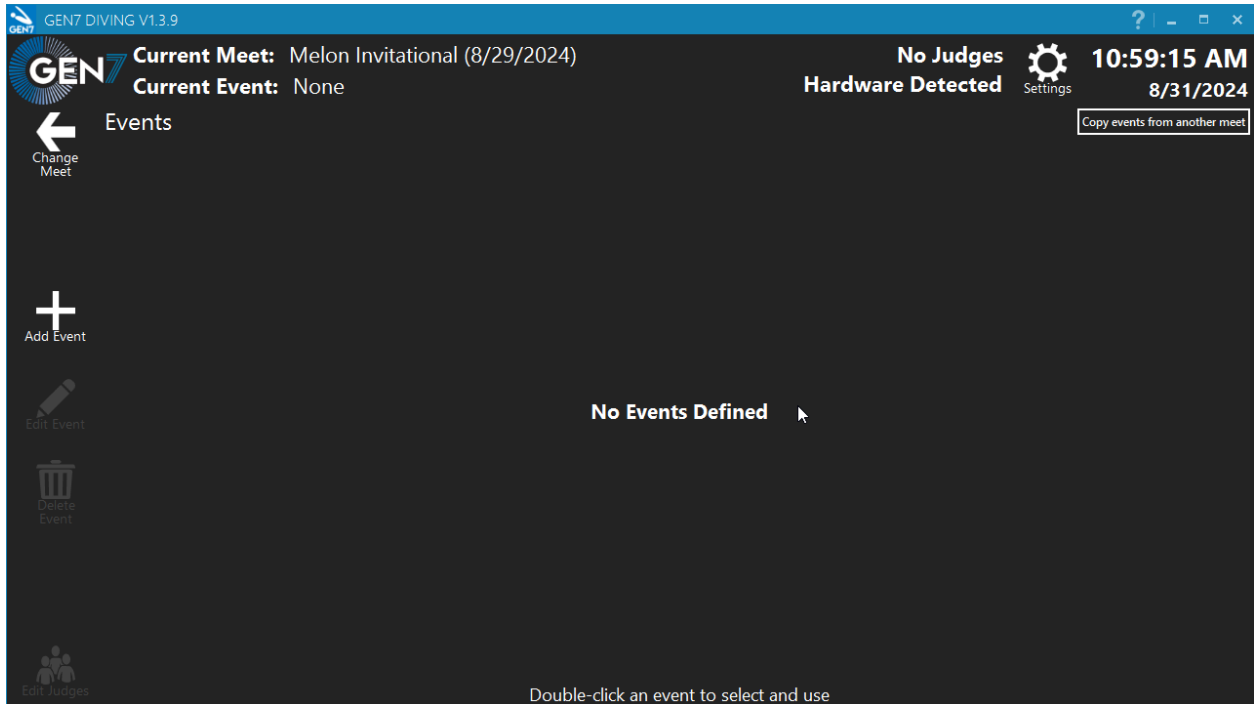 GEN7 DIVING V1.3.9
GEN7
?
GEN7
Current Meet: Melon Invitational (8/29/2024)
Current Event: None
No Judges
Hardware Detected
Settings
10:59:15 AM
8/31/2024
Change
Meet
Events
Copy events from another meet
Add Event
Edit Event
No Events Defined
Delete
Event
Edit Judges
Double-click an event to select and use